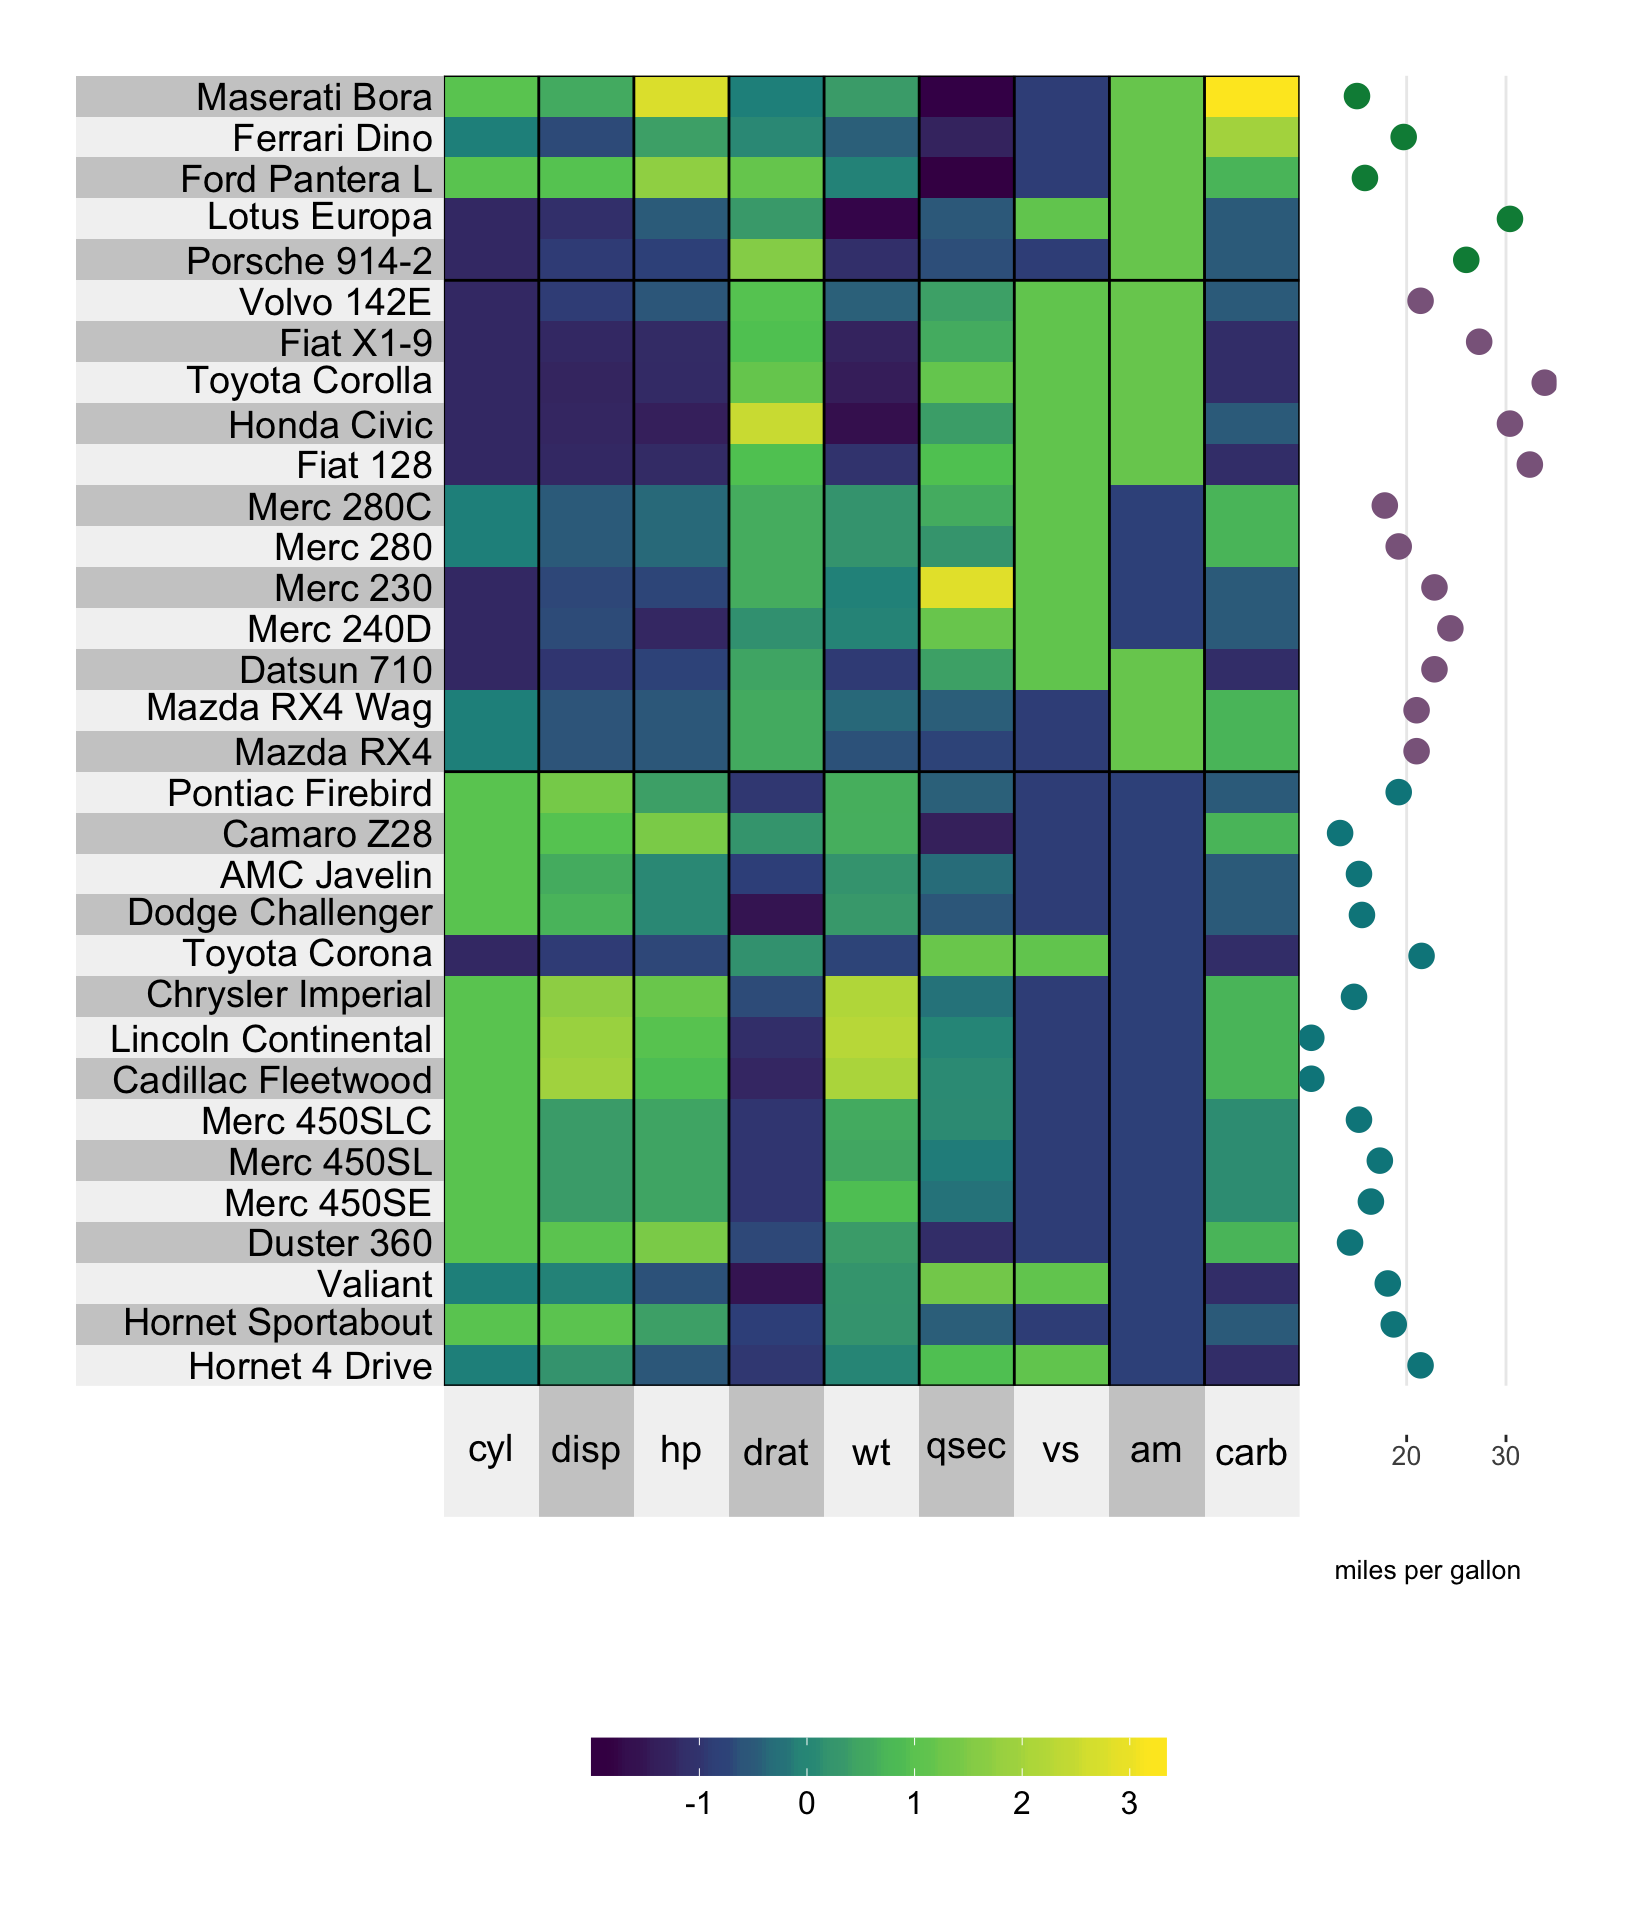 Maserati Bora
Ferrari Dino
Ford Pantera L
Lotus Europa
Porsche 914-2
Volvo 142E
Fiat X1-9
Toyota Corolla
Honda Civic
Fiat 128
Merc 280C
Merc 280
Merc 230
Merc 240D
Datsun 710
Mazda RX4 Wag
Mazda RX4
Pontiac Firebird
Camaro Z28
AMC Javelin
Dodge Challenger
Toyota Corona
Chrysler Imperial
Lincoln Continental
Cadillac Fleetwood
Merc 450SLC
Merc 450SL
Merc 450SE
Duster 360
Valiant
Hornet Sportabout
Hornet 4 Drive
cyl disp hp drat wt qsec vs am carb
20 30
miles per gallon
-1 0 1 2 3